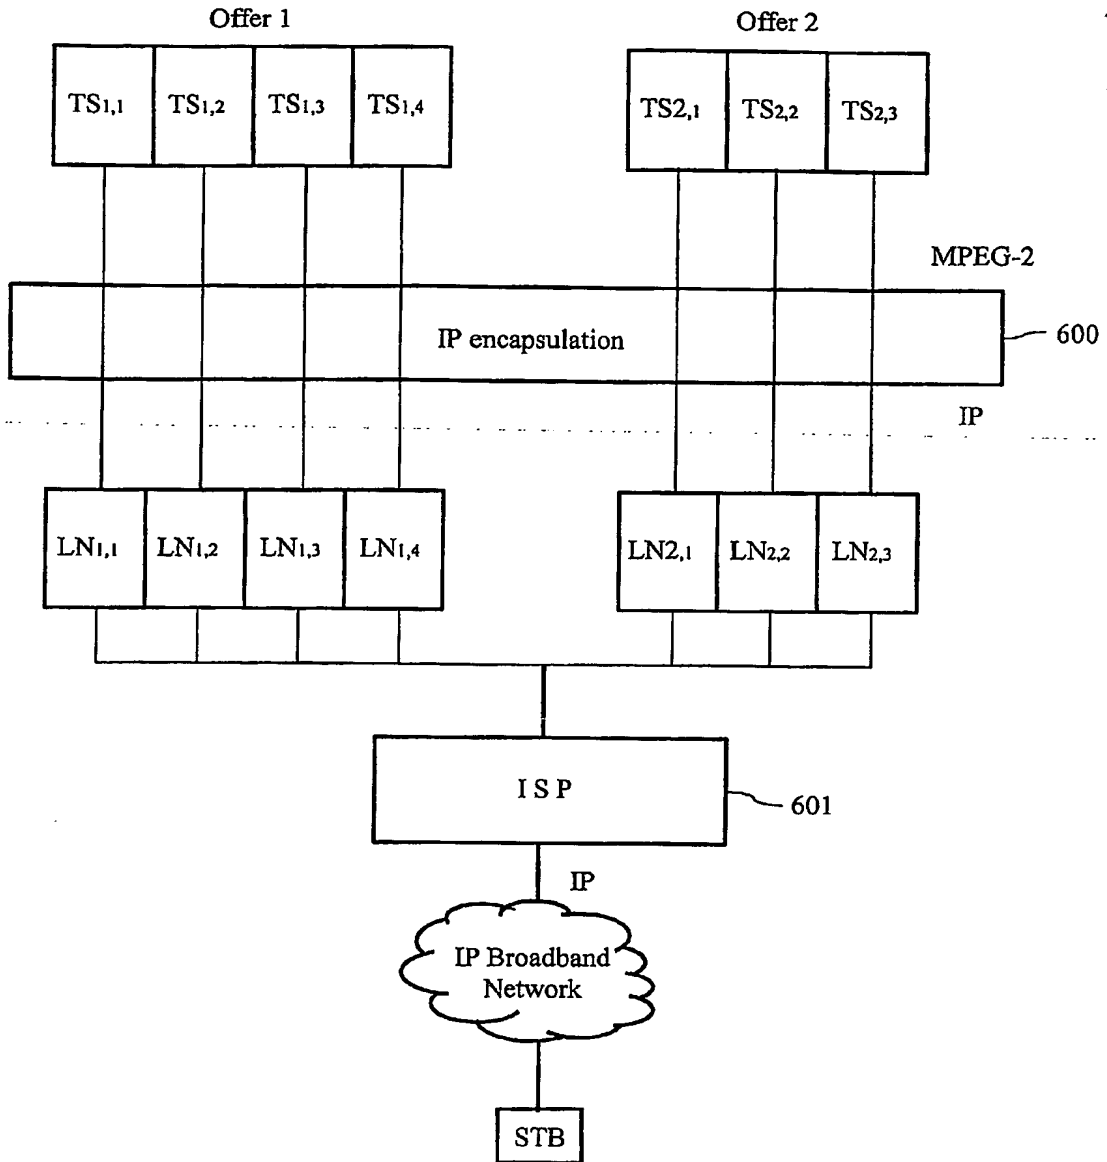 Offer 1
Offer 2
TS1,1 TS1,2 TS1,3 TS1,4
TS2,1 TS2,2 TS2,3
MPEG-2
IP encapsulation
600
IP
LN1,1 LN1,2 LN1,3 LN1,4
LN2,1 LN2,2 LN2,3
I S P
601
IP
IP Broadband
Network
STB